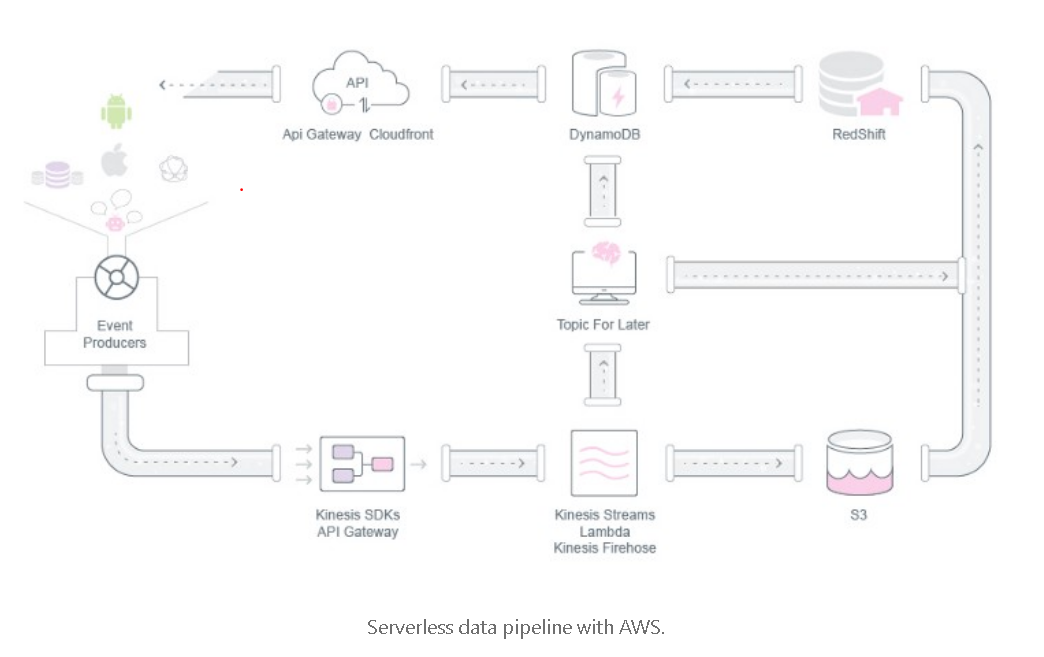 API
Api Gateway Cloudfront
DynamoDB
RedShift
Event
Producers
Topic For Later
Kinesis SDKs
API Gateway
Kinesis Streams
Lambda
Kinesis Firehose
S3
Serverless data pipeline with AWS.